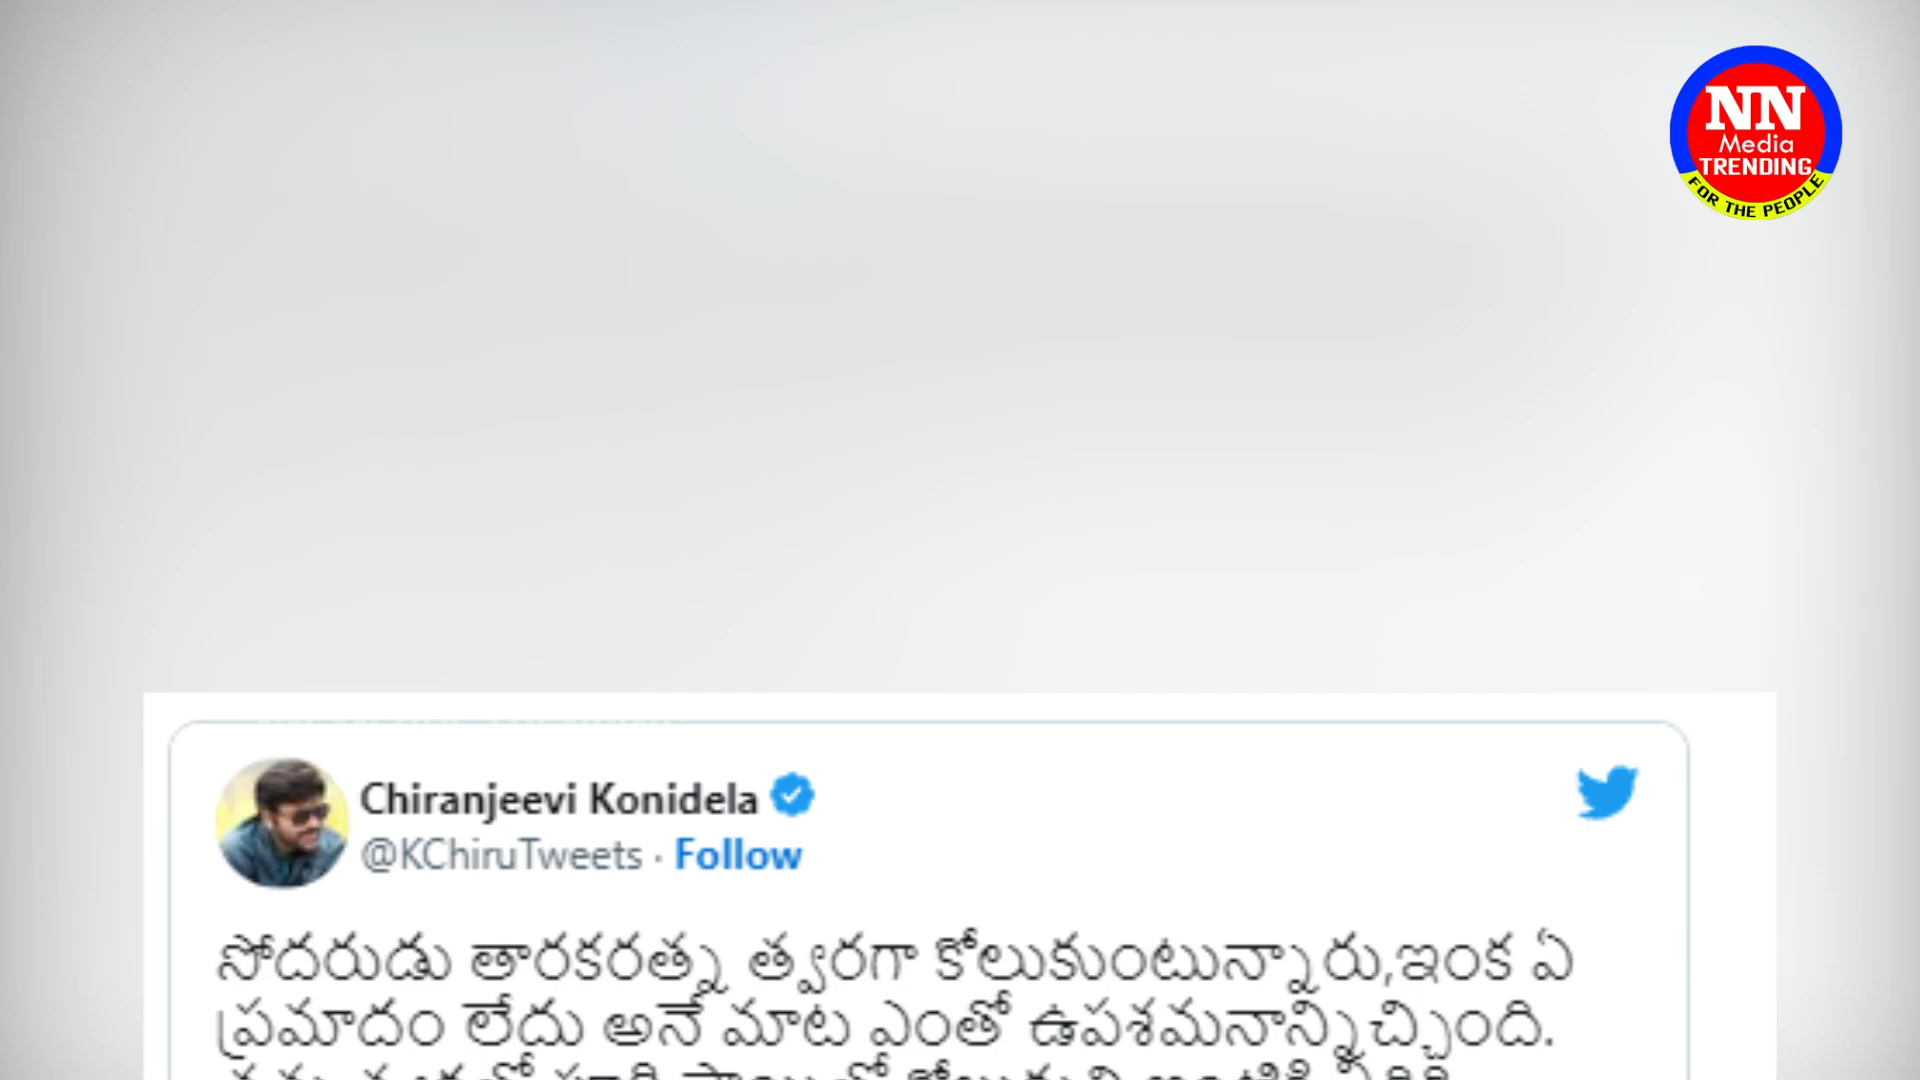 NN
Media
TRENDING
FOR THE PEOPLE
Chiranjeevi Konidela
@KChiruTweets · Follow
సోదరుడు తారకరత్న త్వరగా కోలుకుంటున్నారు,ఇంక ఏ
ప్రమాదం లేదు అనే మాట ఎంతో ఉపశమనాన్నిచ్చింది.